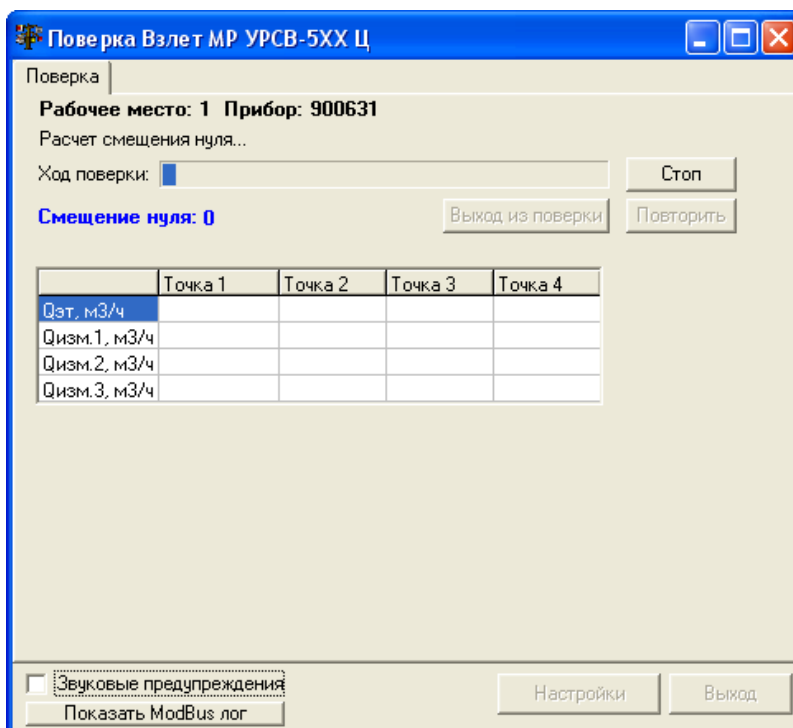 Поверка Взлет МР УРСВ-5ХХ Ц
Поверка
Рабочее место: 1 Прибор: 900631
Расчет смещения нуля...
Ход поверки: Стоп
Смещение нуля: 0 Выход из поверки Повторить
Точка 1 Точка 2 Точка 3 Точка 4
Qэт, м3/ч
Qизм.1, м3/ч
Qизм.2, м3/ч
Qизм.3, м3/ч
Звуковые предупреждения
Настройки Выход
Показать ModBus лог